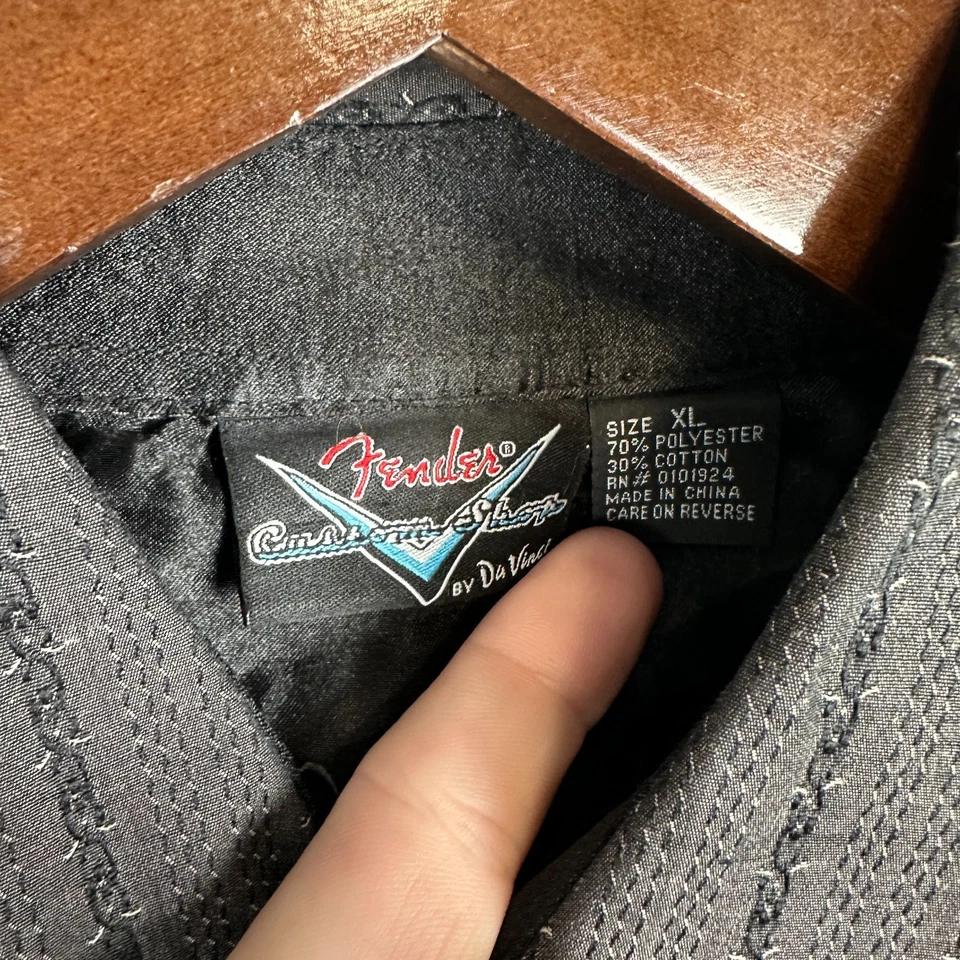 Fender®
Custom Shop
BY Da Vinci
SIZE XL
70% POLYESTER
30% COTTON
RN# 0101924
MADE IN CHINA
CARE ON REVERSE